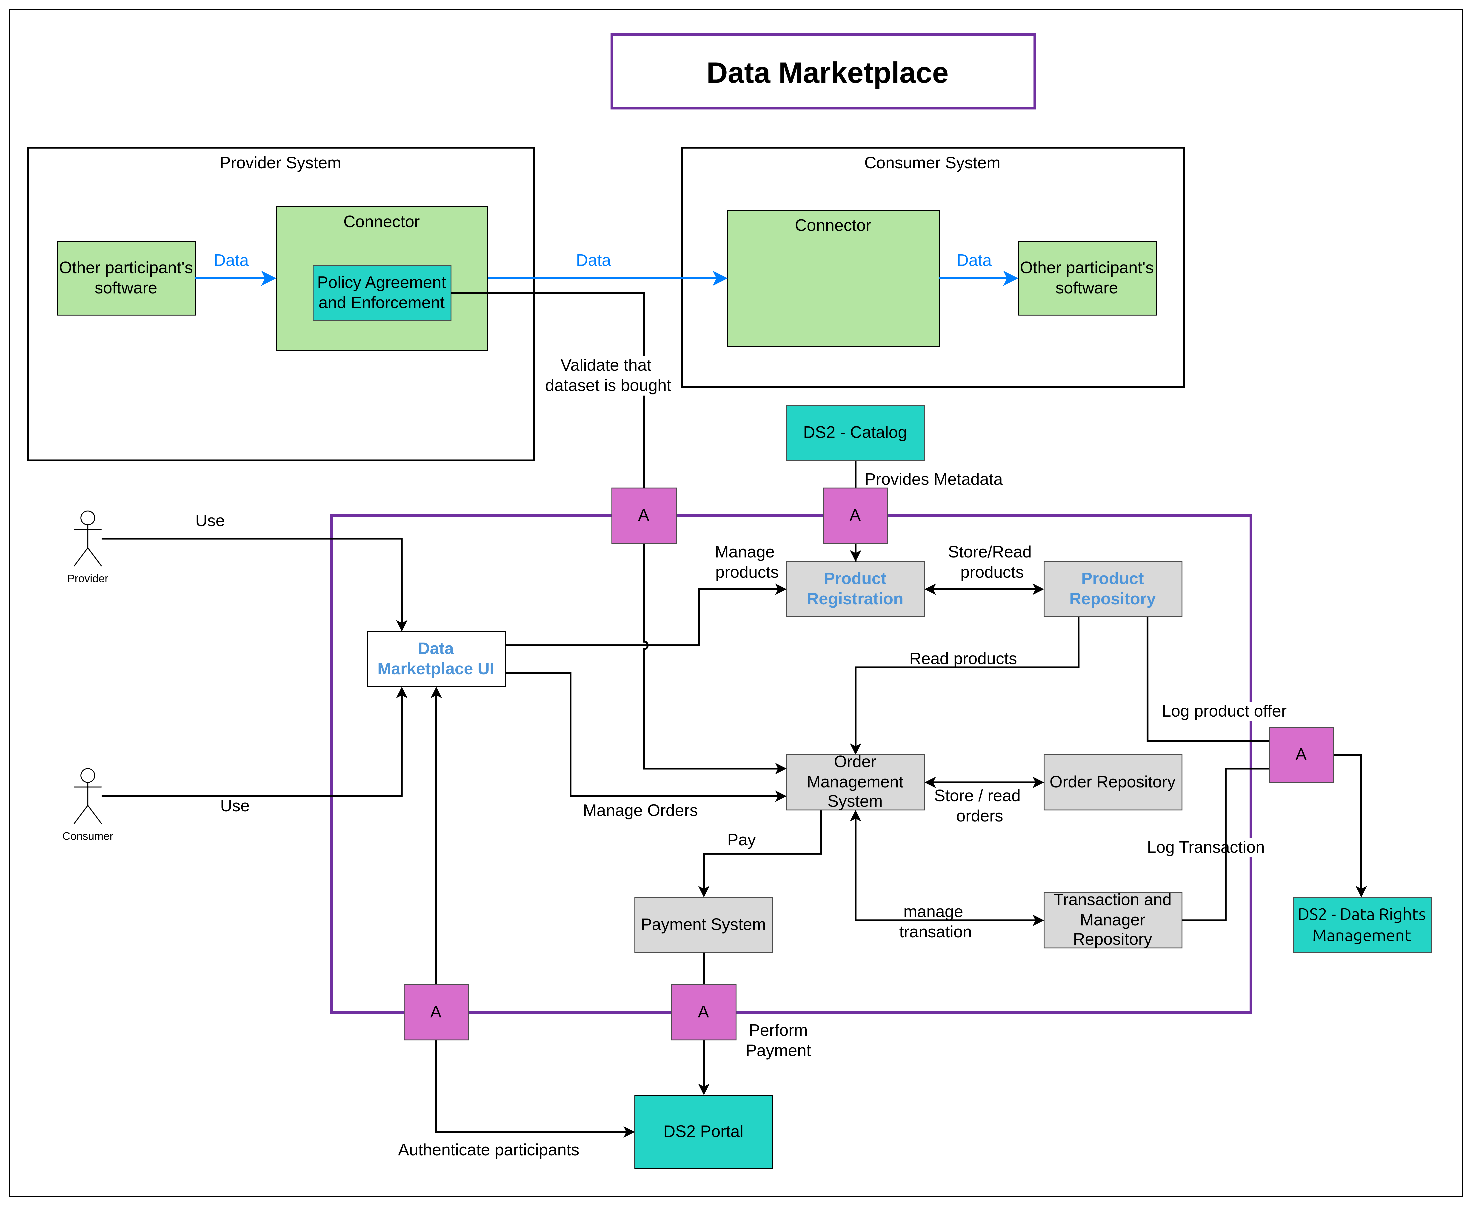 Data Marketplace
Provider System
Consumer System
Connector
Connector
Other participant's
software
Data
Policy Agreement
and Enforcement
Data
Data
Other participant's
software
Validate that
dataset is bought
DS2 - Catalog
Provides Metadata
A
A
Use
Provider
Manage
products
Product
Registration
Store/Read
products
Product
Repository
Data
Marketplace UI
Read products
Log product offer
A
Order
Management
System
Order Repository
Store / read
orders
Use
Consumer
Manage Orders
Pay
Log Transaction
Payment System
manage
transation
Transaction and
Manager
Repository
DS2 - Data Rights
Management
A
A
Perform
Payment
DS2 Portal
Authenticate participants